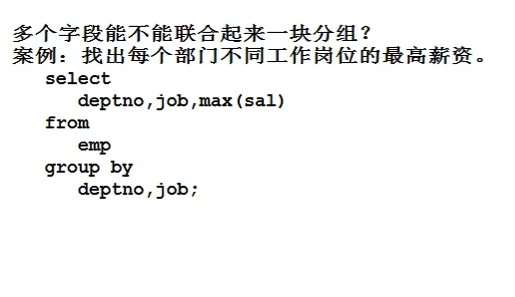 多个字段能不能联合起来一块分组？
案例：找出每个部门不同工作岗位的最高薪资。
select
deptno,job,max(sal)
from
emp
group by
deptno,job;